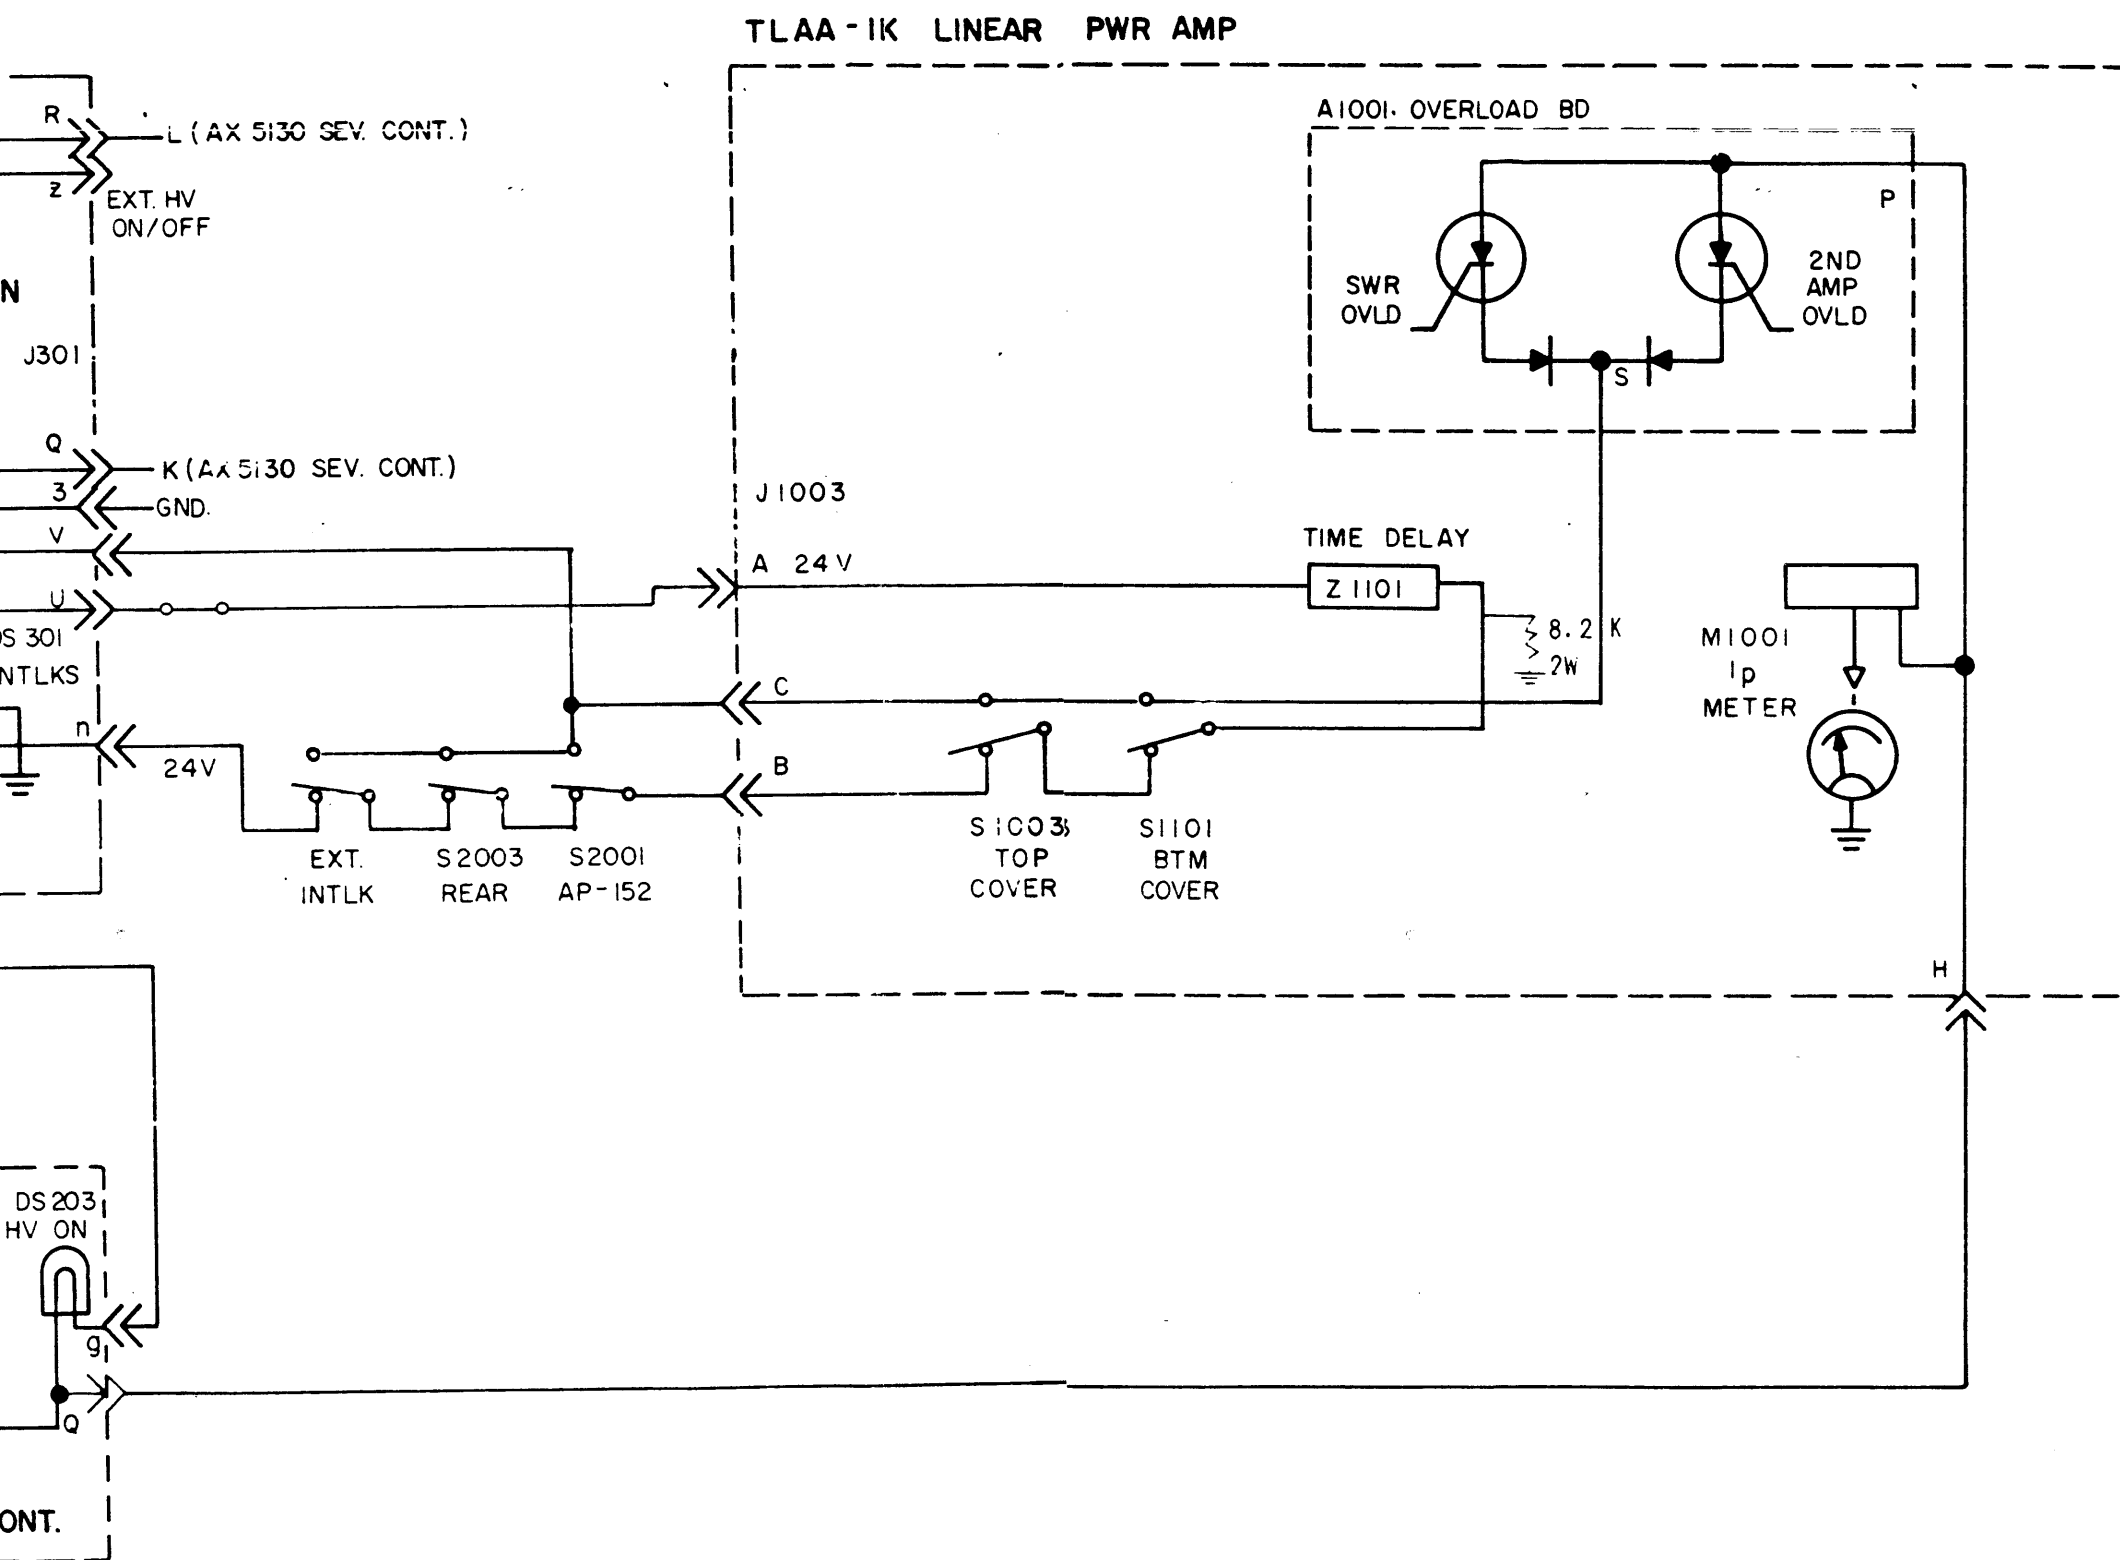 TLAA-1K LINEAR PWR AMP
A1001. OVERLOAD BD
R
L (AX 5130 SEV. CONT.)
Z
EXT. HV
ON/OFF
P
SWR
OVLD
2ND
AMP
OVLD
N
J301
S
Q
K (AX 5130 SEV. CONT.)
3
GND.
J1003
V
TIME DELAY
A 24V
Z1101
U
DS 301
NTLKS
8.2 K
2W
M1001
Ip
METER
C
n
24V
B
S1003
TOP
COVER
S1101
BTM
COVER
EXT.
INTLK
S2003
REAR
S2001
AP-152
H
DS203
HV ON
g
Q
ONT.